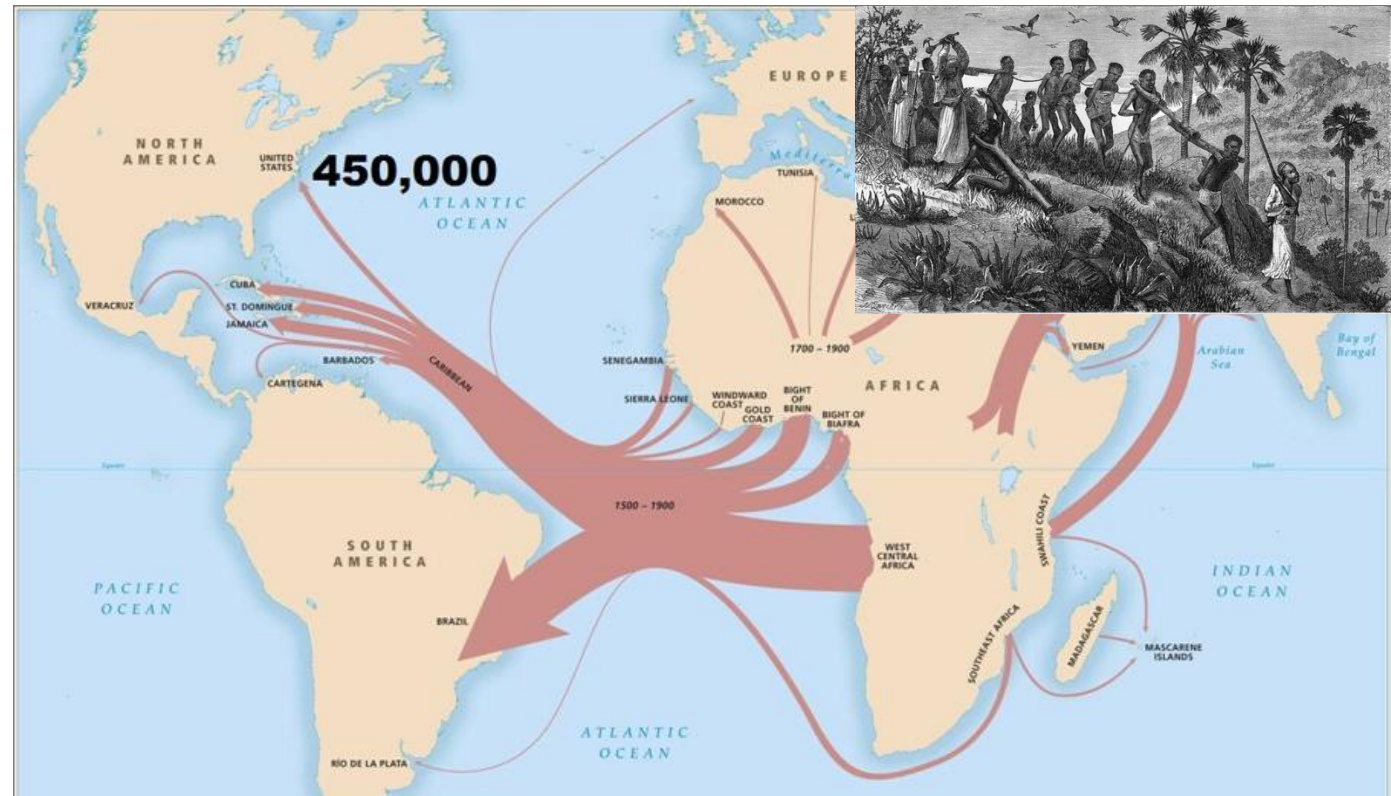 EUROPE
NORTH
AMERICA
UNITED
STATES
450,000
ATLANTIC
OCEAN
TUNISIA
MOROCCO
CUBA
VERACRUZ
ST. DOMINGUE
JAMAICA
BARBADOS
CARTEGENA
CARIBBEAN
1700 – 1900
SENEGAMBIA
SIERRA LEONE
WINDWARD
COAST
GOLD
COAST
BIGHT
OF
BENIN
BIGHT OF
BIAFRA
AFRICA
YEMEN
Arabian
Sea
Bay of
Bengal
Equator
Equator
1500 – 1900
SOUTH
AMERICA
WEST
CENTRAL
AFRICA
SWAHILI COAST
PACIFIC
OCEAN
INDIAN
OCEAN
BRAZIL
SOUTHEAST AFRICA
MADAGASCAR
MASCARENE
ISLANDS
ATLANTIC
OCEAN
RÍO DE LA PLATA